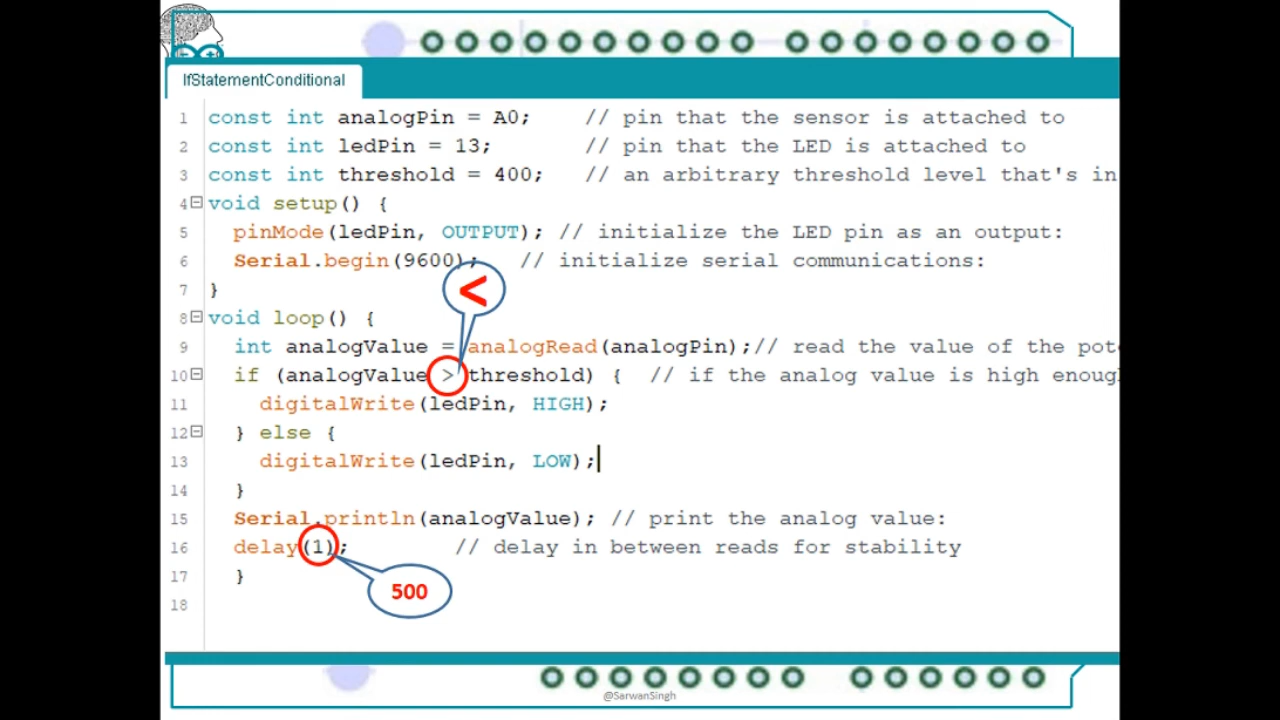 IfStatementConditional
1 const int analogPin = A0; // pin that the sensor is attached to
2 const int ledPin = 13; // pin that the LED is attached to
3 const int threshold = 400; // an arbitrary threshold level that's in
4 void setup() {
5 pinMode(ledPin, OUTPUT); // initialize the LED pin as an output:
6 Serial.begin(9600); // initialize serial communications:
<
7 }
8 void loop() {
9 int analogValue = analogRead(analogPin);// read the value of the
10 if (analogValue > threshold) { // if the analog value is high
11 digitalWrite(ledPin, HIGH);
12 } else {
13 digitalWrite(ledPin, LOW);
14 }
15 Serial.println(analogValue); // print the analog value:
16 delay(1); // delay in between reads for stability
17 }
500
18
@SarwanSingh